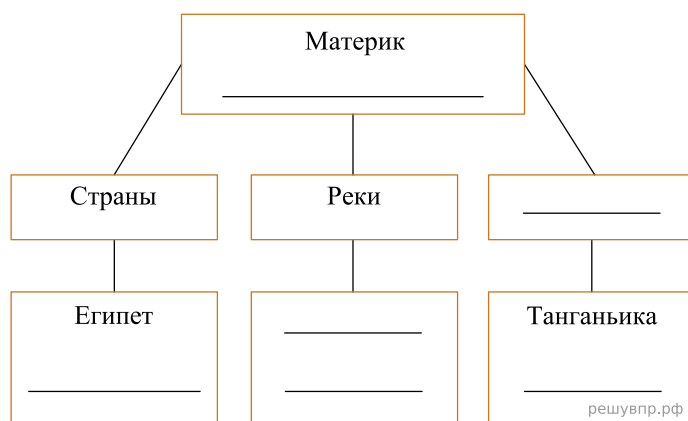 Материк
Страны
Реки
Египет
Танганьика
решувпр.рф